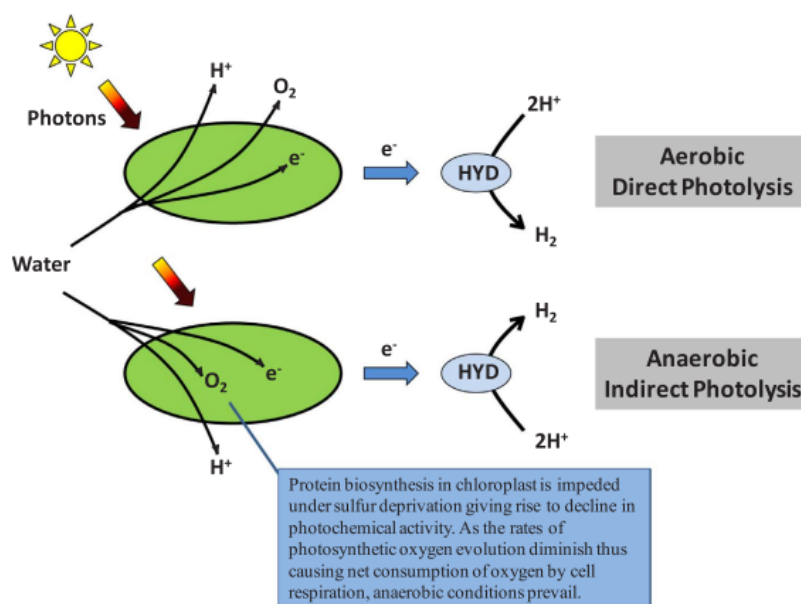 H⁺
O₂
Photons
e⁻
e⁻
2H⁺
HYD
H₂
Aerobic
Direct Photolysis
Water
H₂
e⁻
O₂
e⁻
HYD
Anaerobic
Indirect Photolysis
2H⁺
H⁺
Protein biosynthesis in chloroplast is impeded
under sulfur deprivation giving rise to decline in
photochemical activity. As the rates of
photosynthetic oxygen evolution diminish thus
causing net consumption of oxygen by cell
respiration, anaerobic conditions prevail.